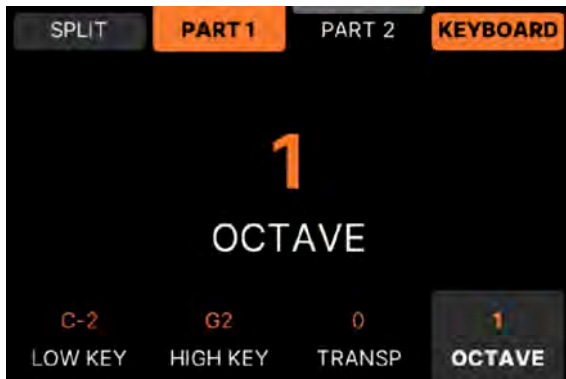 SPLIT PART 1 PART 2 KEYBOARD
1
OCTAVE
C-2 G2 0 1
LOW KEY HIGH KEY TRANSP OCTAVE